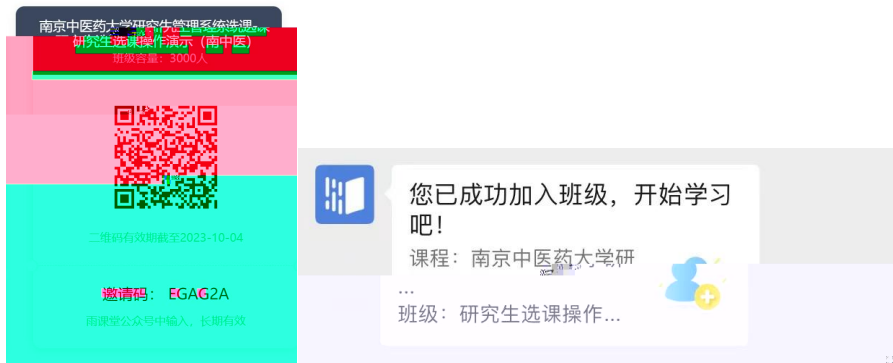 南京中医药大学研究生管理系统选课
研究生选课操作演示（南中医）
班级容量：3000人
二维码有效期截至2023-10-04
邀请码： EGAG2A
雨课堂公众号中输入，长期有效
您已成功加入班级，开始学习
吧！
课程：南京中医药大学研
...
班级：研究生选课操作...